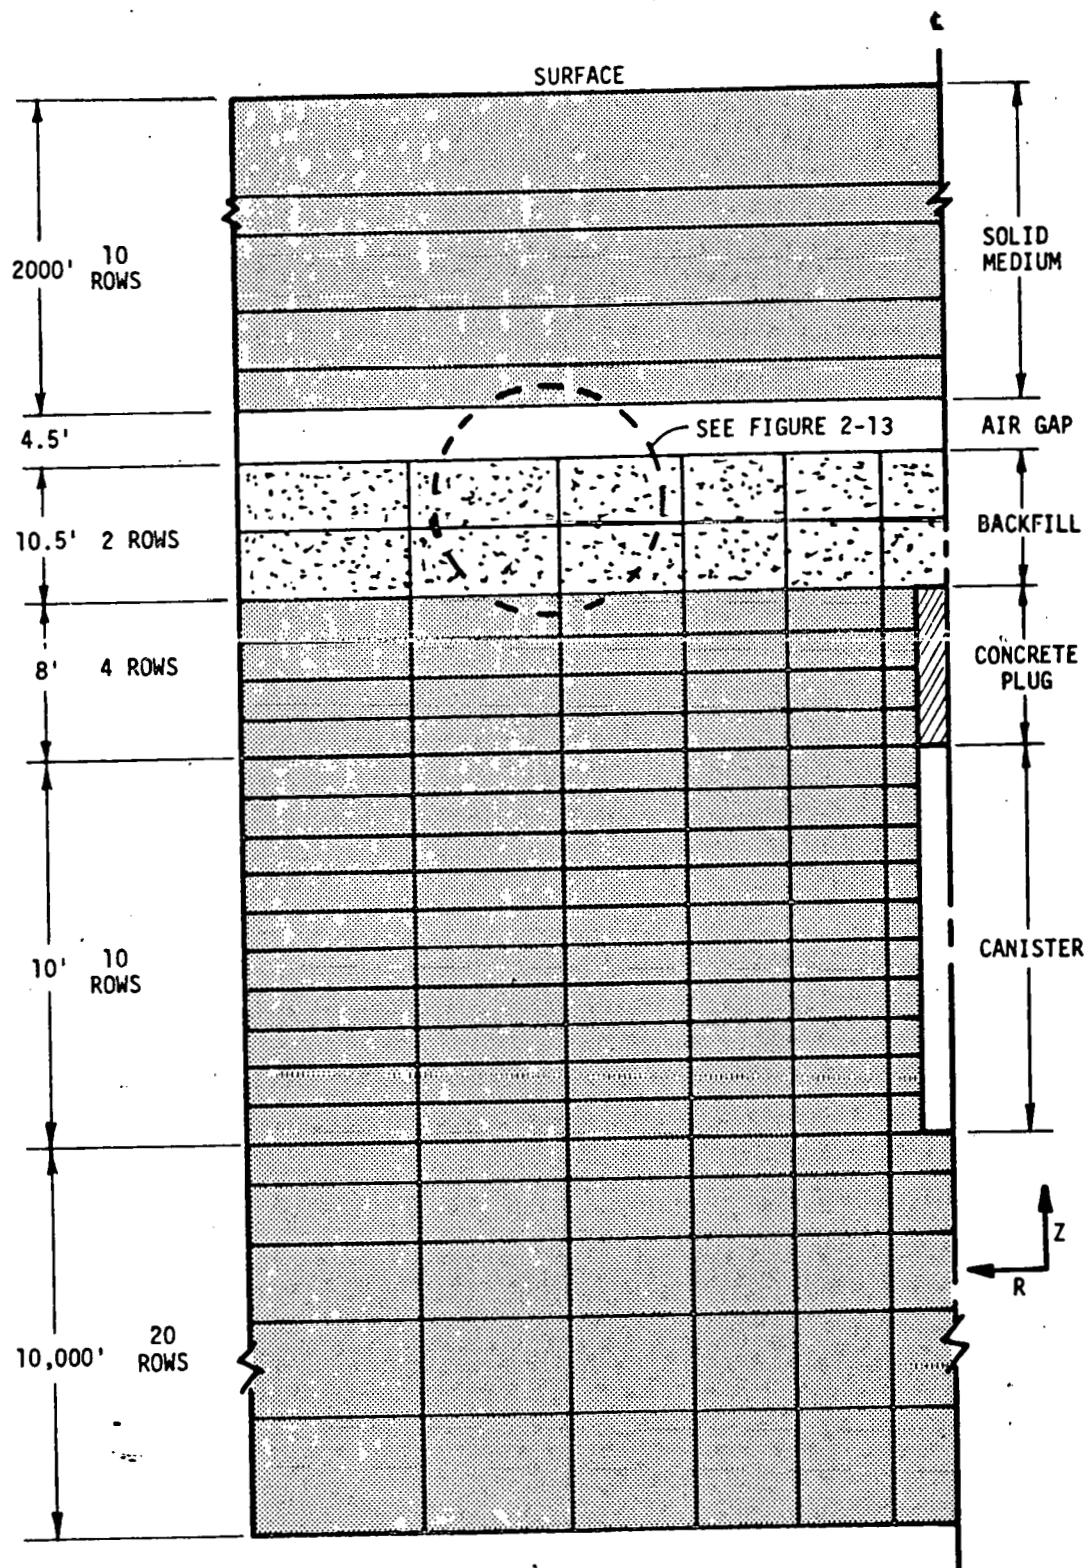 ℄
SURFACE
2000' 10
ROWS
SOLID
MEDIUM
4.5'
SEE FIGURE 2-13
AIR GAP
10.5' 2 ROWS
BACKFILL
8' 4 ROWS
CONCRETE
PLUG
10' 10
ROWS
CANISTER
Z
R
10,000' 20
ROWS